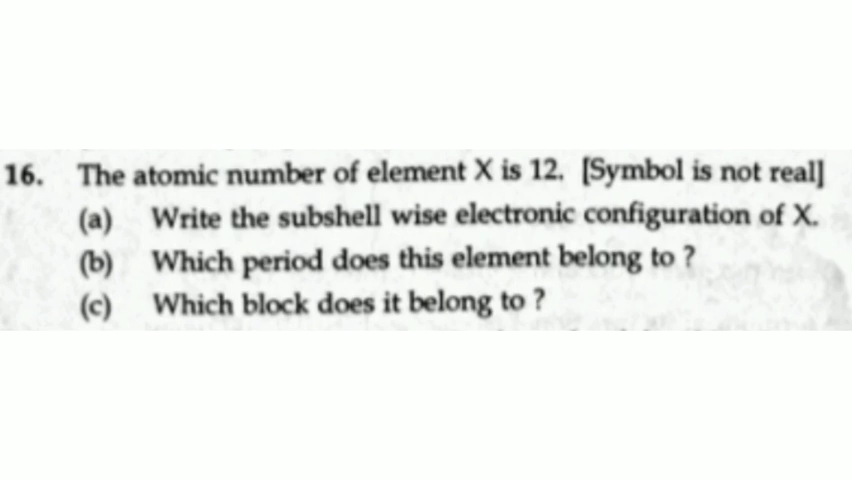 16. The atomic number of element X is 12. [Symbol is not real]
(a) Write the subshell wise electronic configuration of X.
(b) Which period does this element belong to ?
(c) Which block does it belong to ?